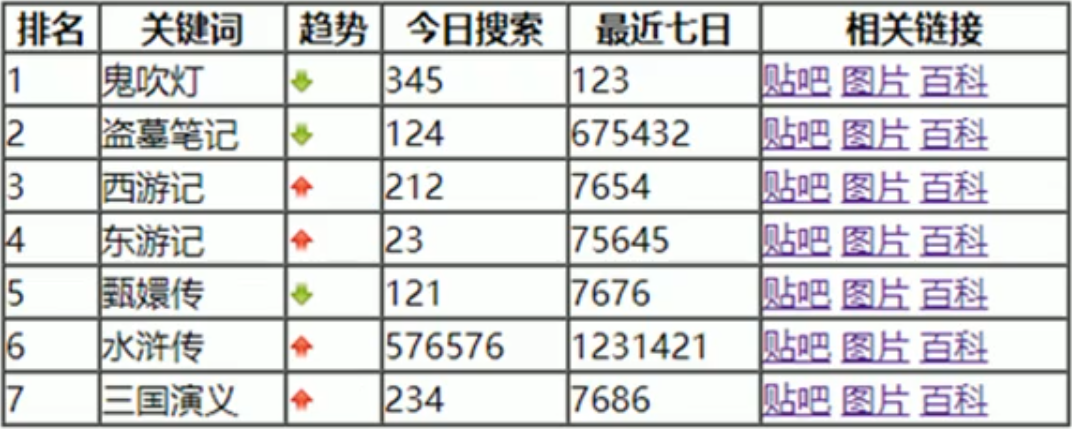 排名 关键词 趋势 今日搜索 最近七日 相关链接
1 鬼吹灯 345 123 贴吧 图片 百科
2 盗墓笔记 124 675432 贴吧 图片 百科
3 西游记 212 7654 贴吧 图片 百科
4 东游记 23 75645 贴吧 图片 百科
5 甄嬛传 121 7676 贴吧 图片 百科
6 水浒传 576576 1231421 贴吧 图片 百科
7 三国演义 234 7686 贴吧 图片 百科